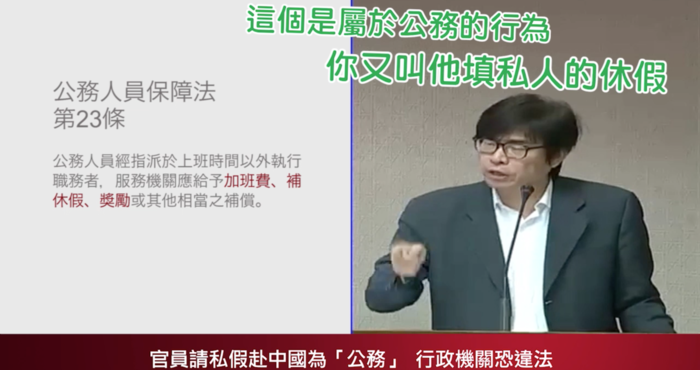 這個是屬於公務的行為
你又叫他填私人的休假
公務人員保障法
第23條
公務人員經指派於上班時間以外執行
職務者，服務機關應給予加班費、補
休假、獎勵或其他相當之補償。
官員請私假赴中國為「公務」 行政機關恐違法